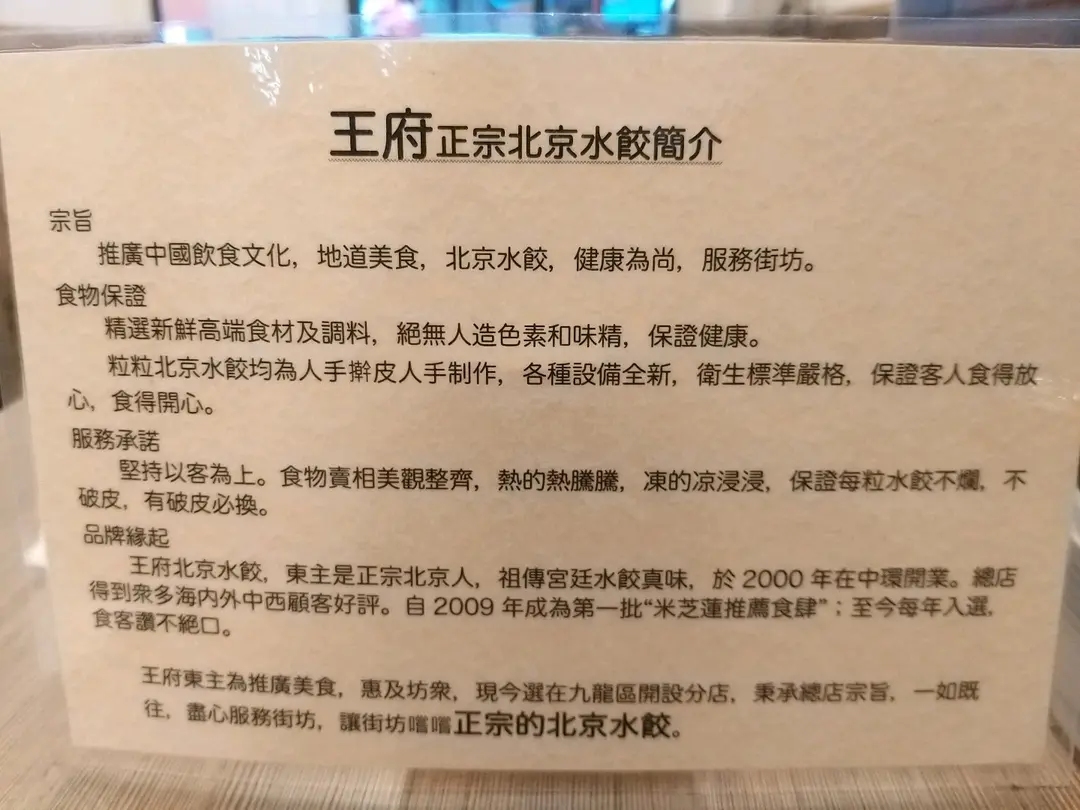 王府正宗北京水餃簡介
宗旨
推廣中國飲食文化，地道美食，北京水餃，健康為尚，服務街坊。
食物保證
精選新鮮高端食材及調料，絕無人造色素和味精，保證健康。
粒粒北京水餃均為人手擀皮人手制作，各種設備全新，衛生標準嚴格，保證客人食得放
心，食得開心。
服務承諾
堅持以客為上。食物賣相美觀整齊，熱的熱騰騰，凍的凉浸浸，保證每粒水餃不爛，不
破皮，有破皮必換。
品牌緣起
王府北京水餃，東主是正宗北京人，祖傳宮廷水餃真味，於 2000 年在中環開業。總店
得到衆多海內外中西顧客好評。自 2009 年成為第一批“米芝蓮推薦食肆”；至今每年入選，
食客讚不絕口。
王府東主為推廣美食，惠及坊衆，現今選在九龍區開設分店，秉承總店宗旨，一如既
往，盡心服務街坊，讓街坊嚐嚐正宗的北京水餃。